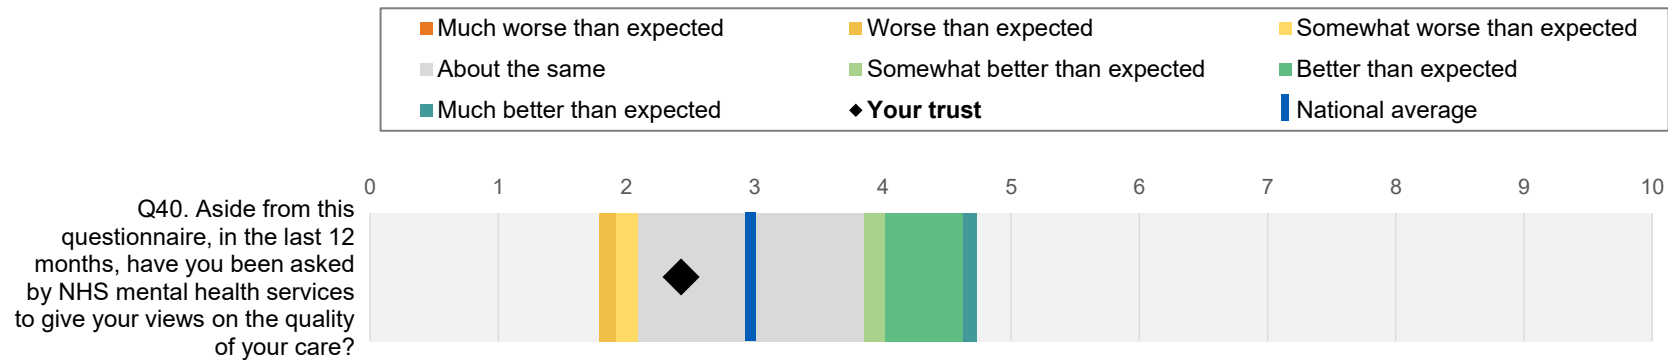 Much worse than expected
Worse than expected
Somewhat worse than expected
About the same
Somewhat better than expected
Better than expected
Much better than expected
Your trust
National average
0 1 2 3 4 5 6 7 8 9 10
Q40. Aside from this
questionnaire, in the last 12
months, have you been asked
by NHS mental health services
to give your views on the quality
of your care?